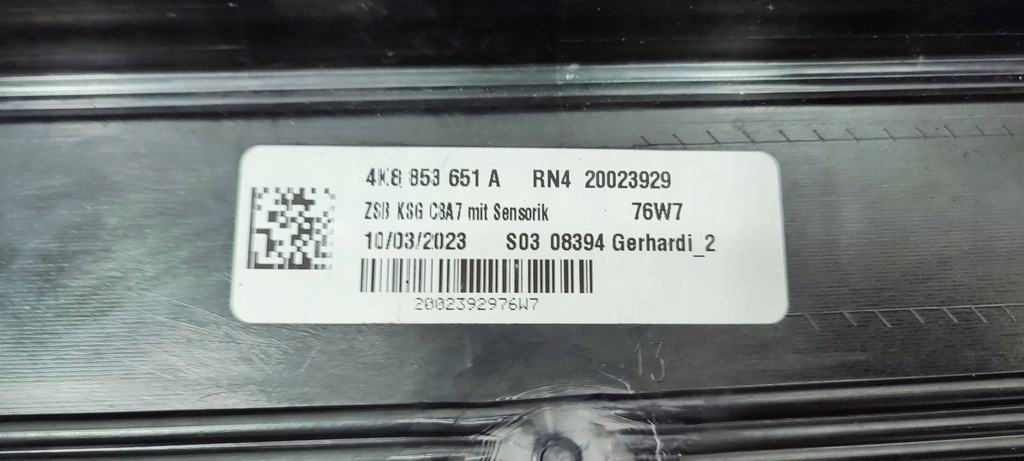 4K8 853 651 A RN4 20023929
ZSB KSG C8A7 mit Sensorik 76W7
10/03/2023 S03 08394 Gerhardi_2
2002392976W7
13